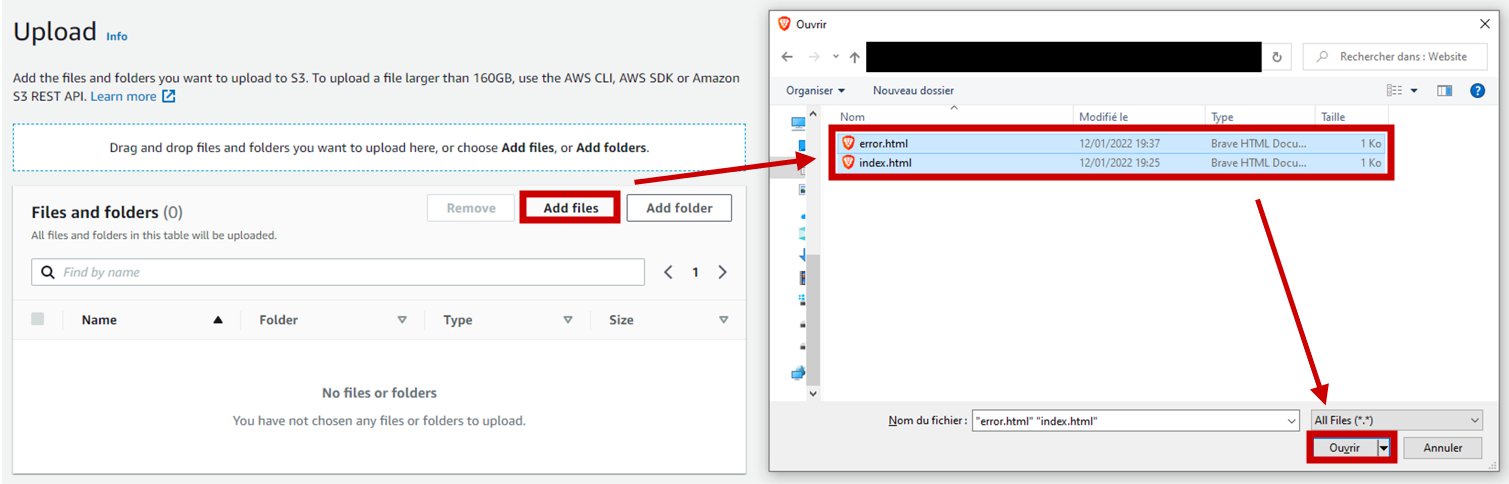 Upload Info
Add the files and folders you want to upload to S3. To upload a file larger than 160GB, use the AWS CLI, AWS SDK or Amazon
S3 REST API. Learn more
Drag and drop files and folders you want to upload here, or choose Add files, or Add folders.
Files and folders (0)
All files and folders in this table will be uploaded.
Remove
Add files
Add folder
Find by name
1
Name Folder Type Size
No files or folders
You have not chosen any files or folders to upload.
Ouvrir
Rechercher dans : Website
Organiser Nouveau dossier
Nom Modifié le Type Taille
error.html 12/01/2022 19:37 Brave HTML Docu... 1 Ko
index.html 12/01/2022 19:25 Brave HTML Docu... 1 Ko
Nom du fichier : "error.html" "index.html" All Files (*.*)
Ouvrir Annuler